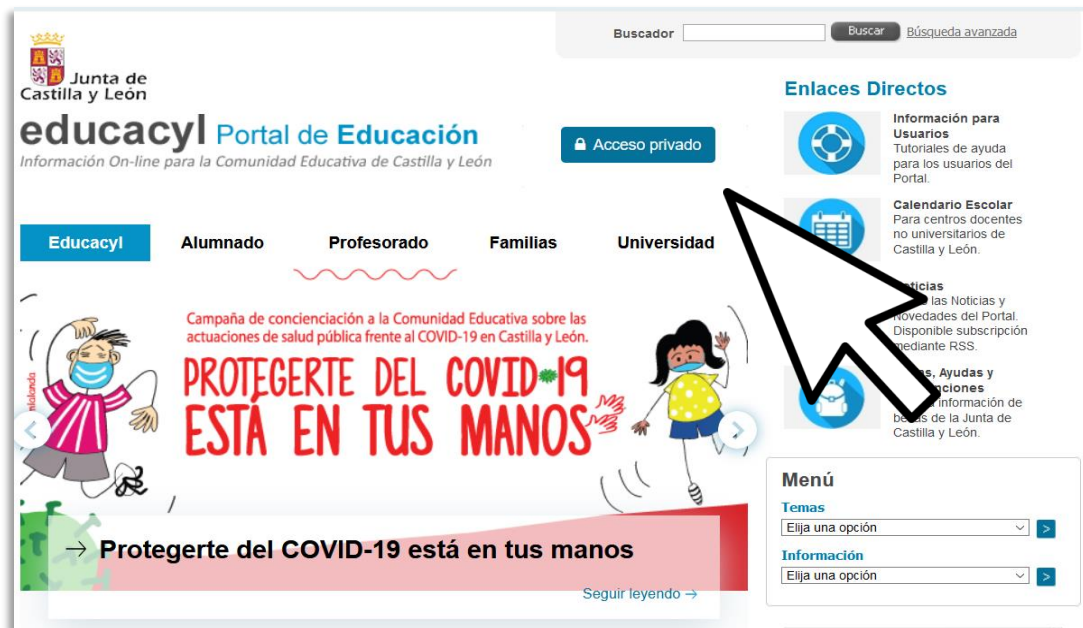 Buscador
Buscar
Búsqueda avanzada
Junta de
Castilla y León
educacyl Portal de Educación
Información On-line para la Comunidad Educativa de Castilla y León
Acceso privado
Educacyl
Alumnado
Profesorado
Familias
Universidad
Campaña de concienciación a la Comunidad Educativa sobre las
actuaciones de salud pública frente al COVID-19 en Castilla y León.
PROTEGERTE DEL COVID-19
ESTÁ EN TUS MANOS
→ Protegerte del COVID-19 está en tus manos
Seguir leyendo →
Enlaces Directos
Información para
Usuarios
Tutoriales de ayuda
para los usuarios del
Portal.
Calendario Escolar
Para centros docentes
no universitarios de
Castilla y León.
las Noticias y
Novedades del Portal.
Disponible subscripción
mediante RSS.
Ayudas y
información de
de la Junta de
Castilla y León.
Menú
Temas
Elija una opción
>
Información
Elija una opción
>